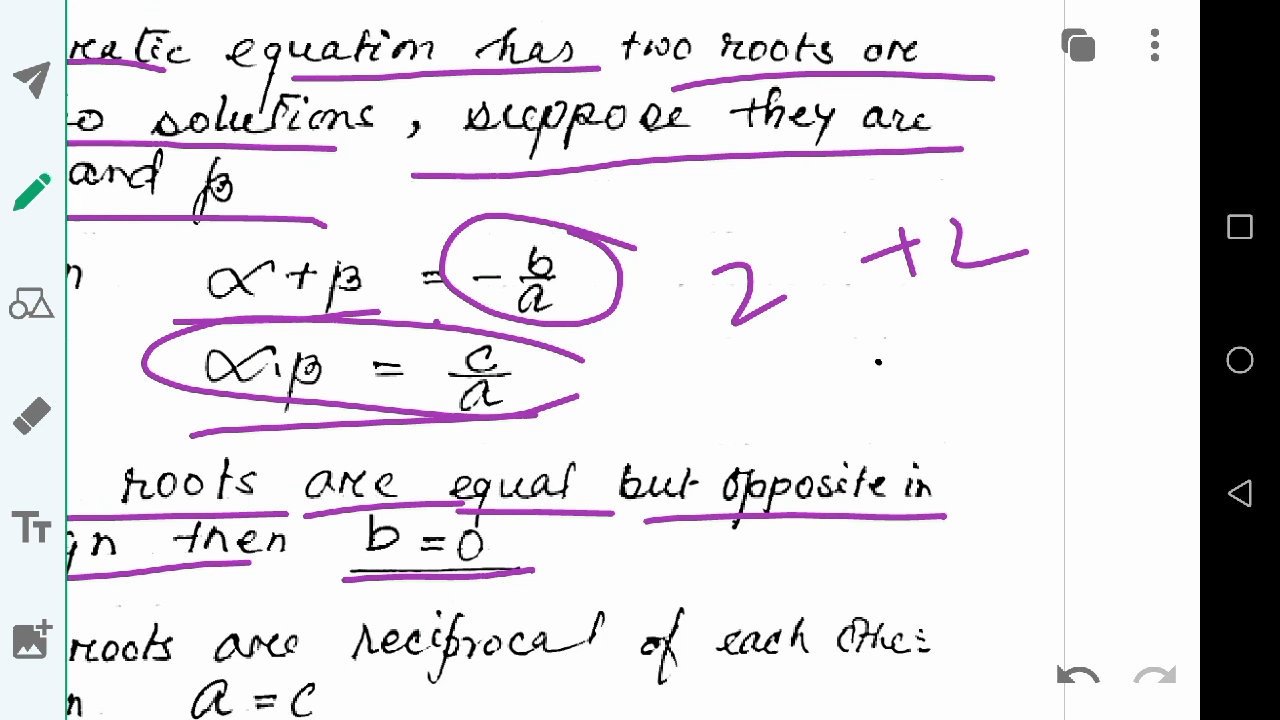 ratic equation has two roots or
o solutions, suppose they are
and β
n α + β = - b/a 2 +2
α.β = c/a
roots are equal but opposite in
gn then b = 0
roots are reciprocal of each other
n a = c
TT